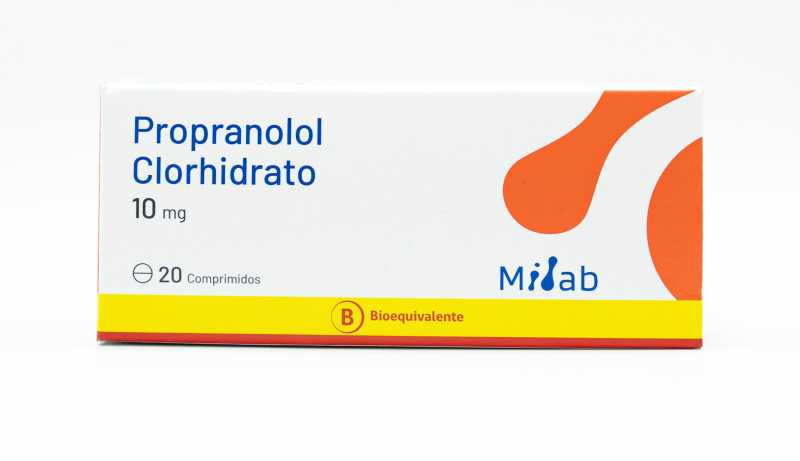 Propranolol
Clorhidrato
10 mg
20 Comprimidos
Milab
B Bioequivalente